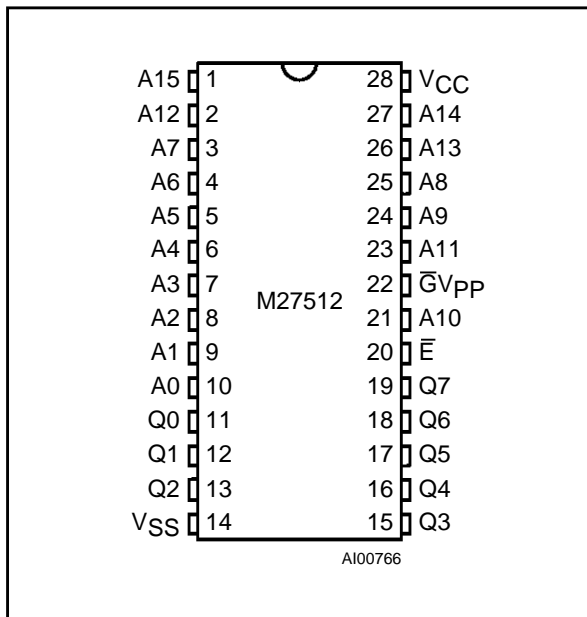 A15 1 28 VCC
A12 2 27 A14
A7 3 26 A13
A6 4 25 A8
A5 5 24 A9
A4 6 23 A11
A3 7 22 G̅VPP
M27512
A2 8 21 A10
A1 9 20 E̅
A0 10 19 Q7
Q0 11 18 Q6
Q1 12 17 Q5
Q2 13 16 Q4
VSS 14 15 Q3
AI00766